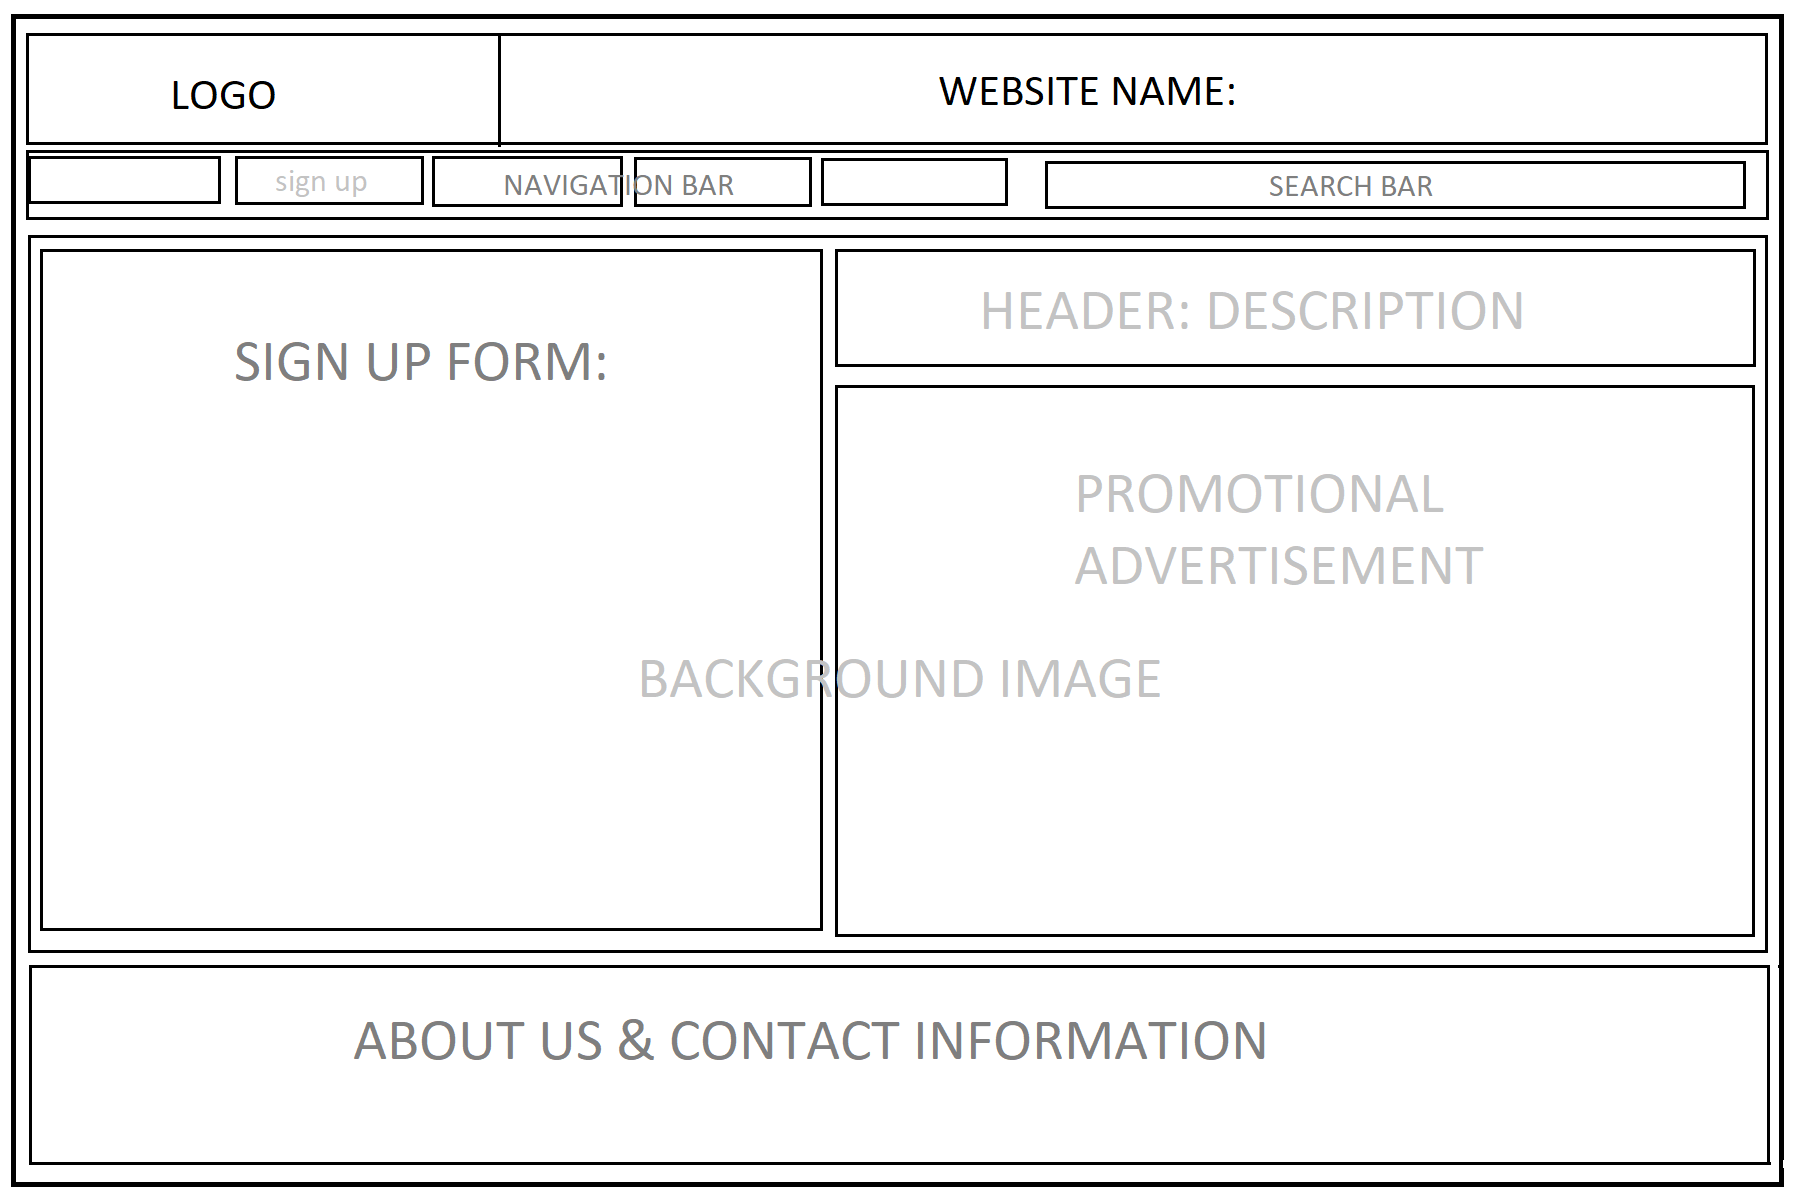 LOGO
WEBSITE NAME:
sign up
NAVIGATION BAR
SEARCH BAR
SIGN UP FORM:
HEADER: DESCRIPTION
PROMOTIONAL
ADVERTISEMENT
BACKGROUND IMAGE
ABOUT US & CONTACT INFORMATION